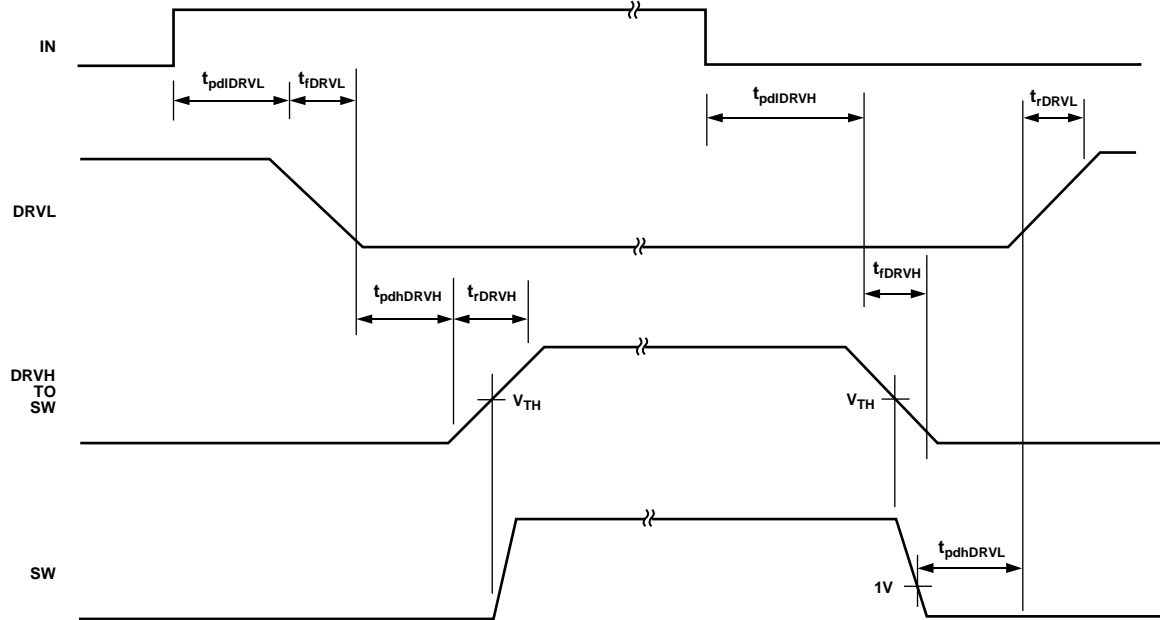 IN
tpdlDRVL
tfDRVL
tpdlDRVH
trDRVL
DRVL
tpdhDRVH
trDRVH
tfDRVH
DRVH
TO
SW
VTH
VTH
SW
tpdhDRVL
1V